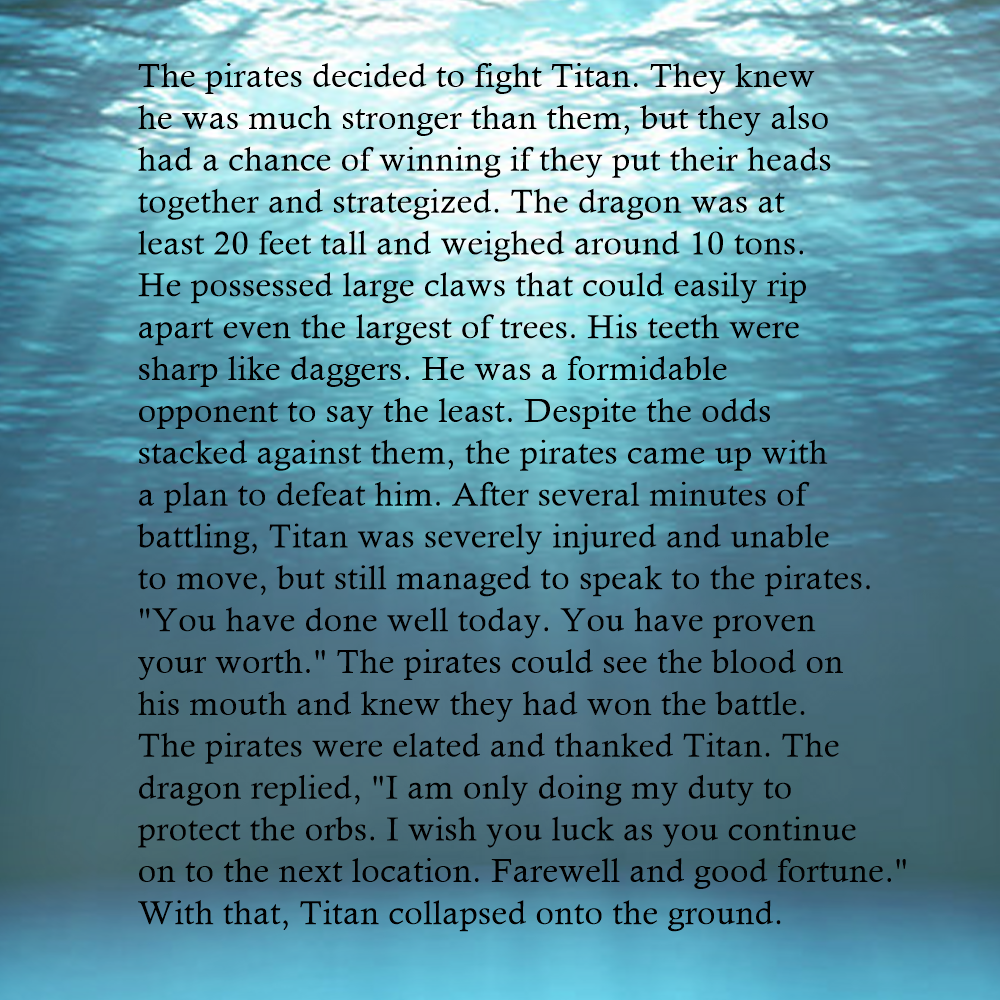 The pirates decided to fight Titan. They knew
he was much stronger than them, but they also
had a chance of winning if they put their heads
together and strategized. The dragon was at
least 20 feet tall and weighed around 10 tons.
He possessed large claws that could easily rip
apart even the largest of trees. His teeth were
sharp like daggers. He was a formidable
opponent to say the least. Despite the odds
stacked against them, the pirates came up with
a plan to defeat him. After several minutes of
battling, Titan was severely injured and unable
to move, but still managed to speak to the pirates.
"You have done well today. You have proven
your worth." The pirates could see the blood on
his mouth and knew they had won the battle.
The pirates were elated and thanked Titan. The
dragon replied, "I am only doing my duty to
protect the orbs. I wish you luck as you continue
on to the next location. Farewell and good fortune."
With that, Titan collapsed onto the ground.